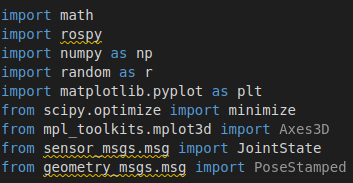 import math
import rospy
import numpy as np
import random as r
import matplotlib.pyplot as plt
from scipy.optimize import minimize
from mpl_toolkits.mplot3d import Axes3D
from sensor_msgs.msg import JointState
from geometry_msgs.msg import PoseStamped